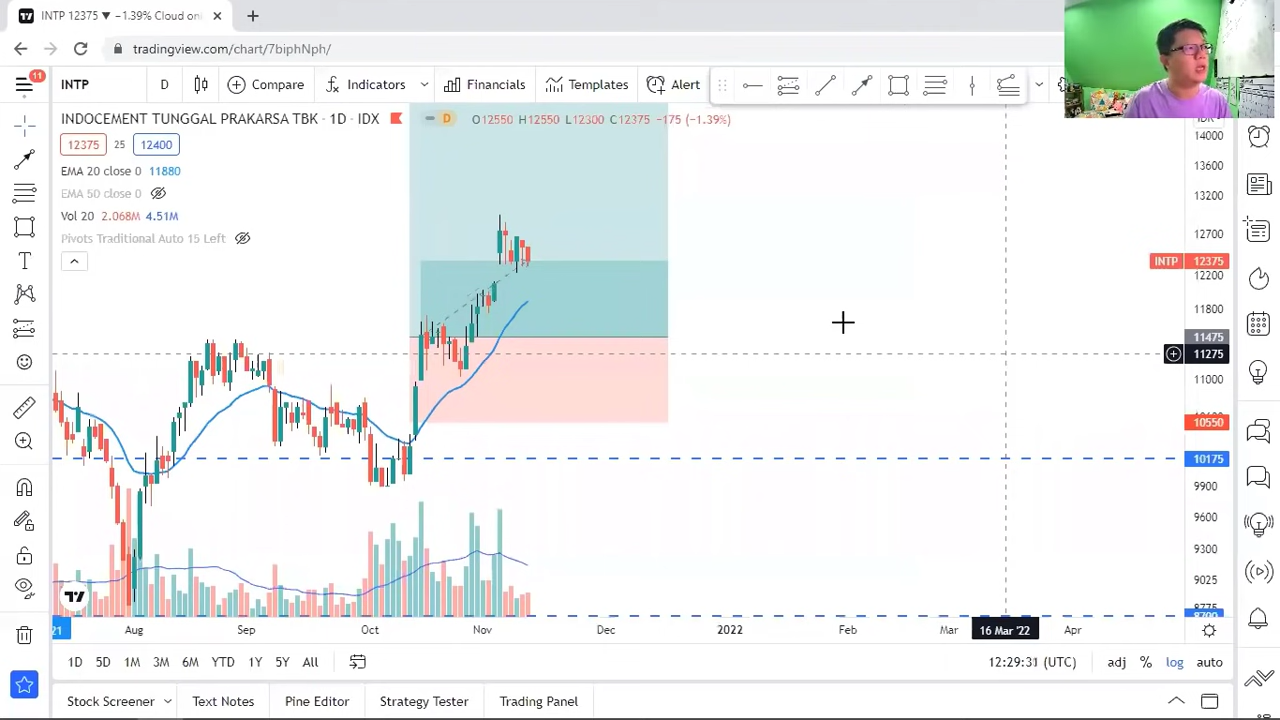 INTP 12375 ▼ −1.39% Cloud on
tradingview.com/chart/7biphNph/
11
INTP D Compare Indicators Financials Templates Alert
INDOCEMENT TUNGGAL PRAKARSA TBK · 1D · IDX D O12550 H12550 L12300 C12375 −175 (−1.39%)
12375 25 12400
EMA 20 close 0 11880
EMA 50 close 0
Vol 20 2.068M 4.51M
Pivots Traditional Auto 15 Left
14000
13600
13200
12700
INTP 12375
12200
11800
11475
11275
11000
10550
10175
9900
9600
9300
9025
8775
8700
21 Aug Sep Oct Nov Dec 2022 Feb Mar 16 Mar '22 Apr
1D 5D 1M 3M 6M YTD 1Y 5Y All 12:29:31 (UTC) adj % log auto
Stock Screener Text Notes Pine Editor Strategy Tester Trading Panel